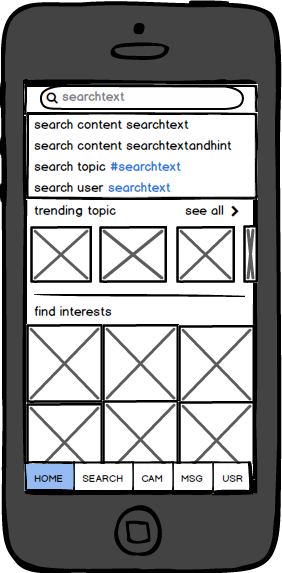 searchtext
search content searchtext
search content searchtextandhint
search topic #searchtext
search user searchtext
trending topic see all
find interests
HOME SEARCH CAM MSG USR